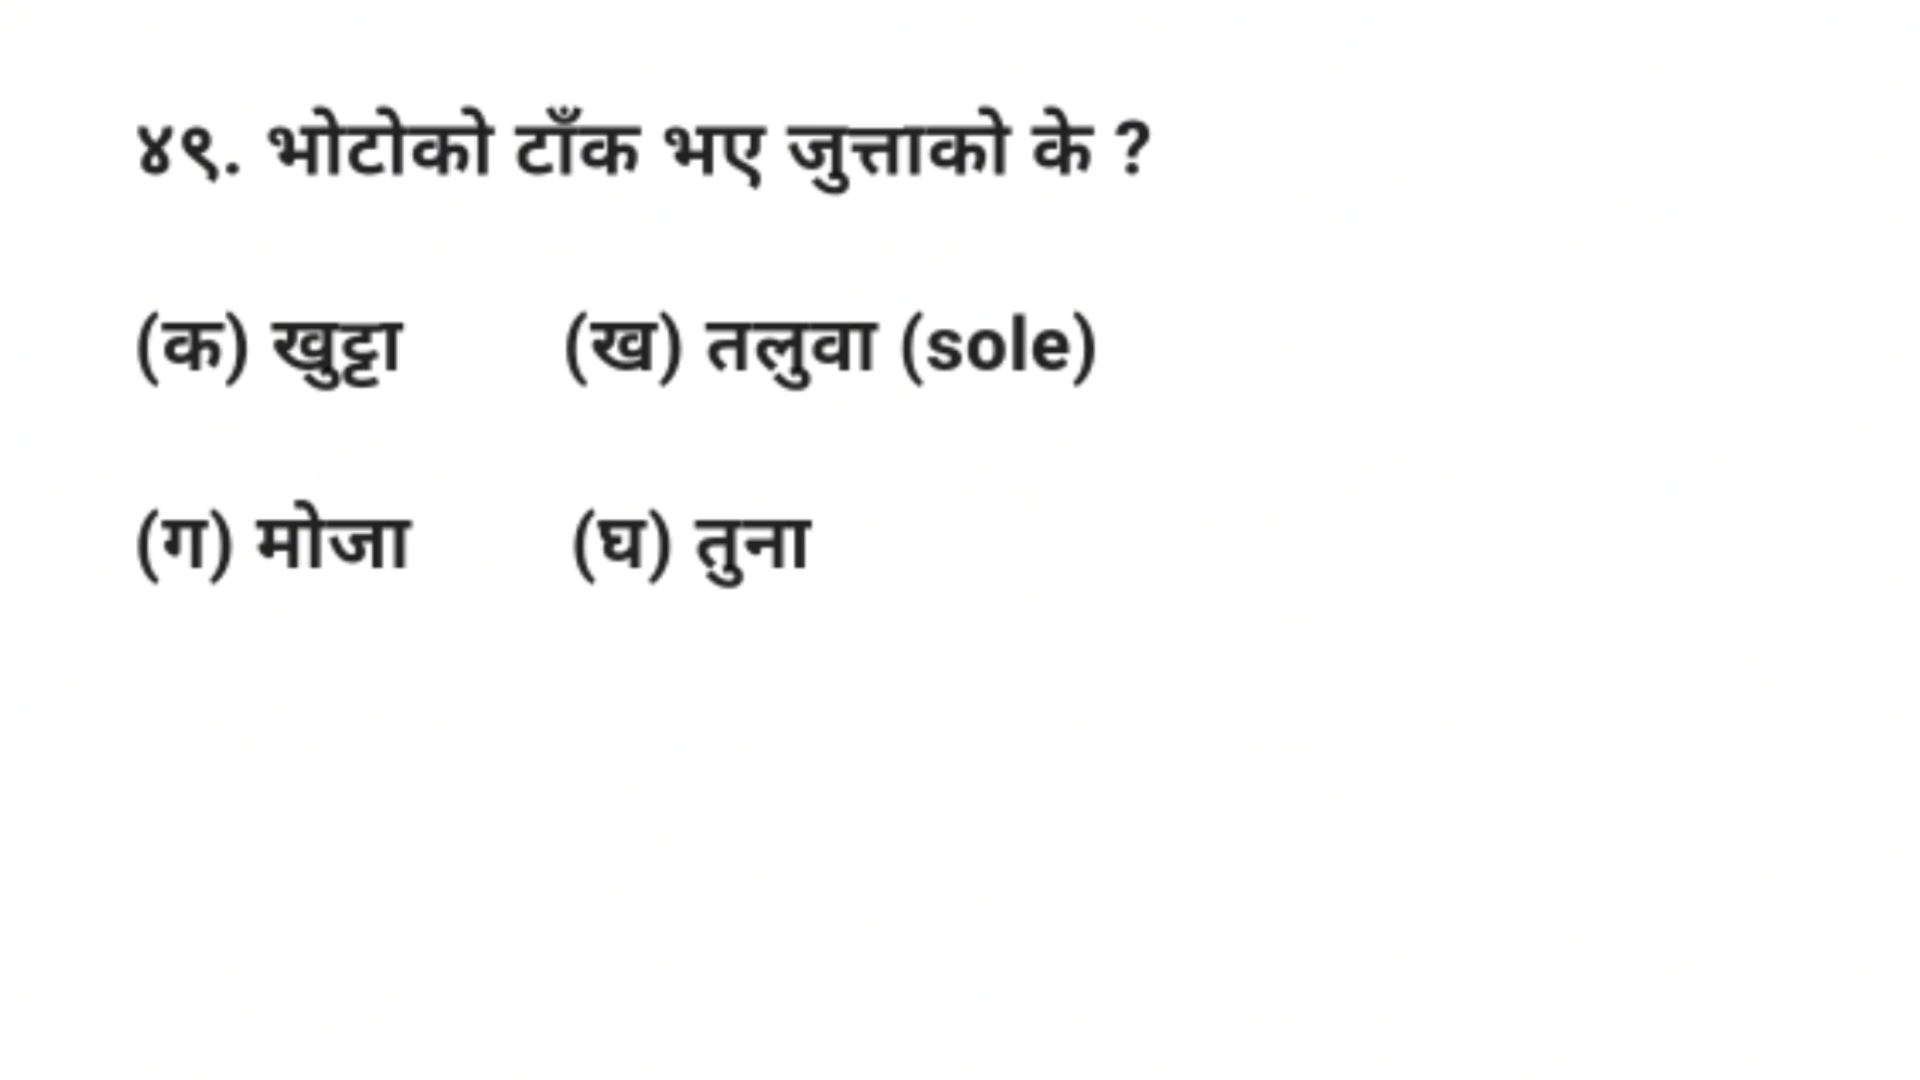 ४९. भोटोको टाँक भए जुत्ताको के ?
(क) खुट्टा (ख) तलुवा (sole)
(ग) मोजा (घ) तुना